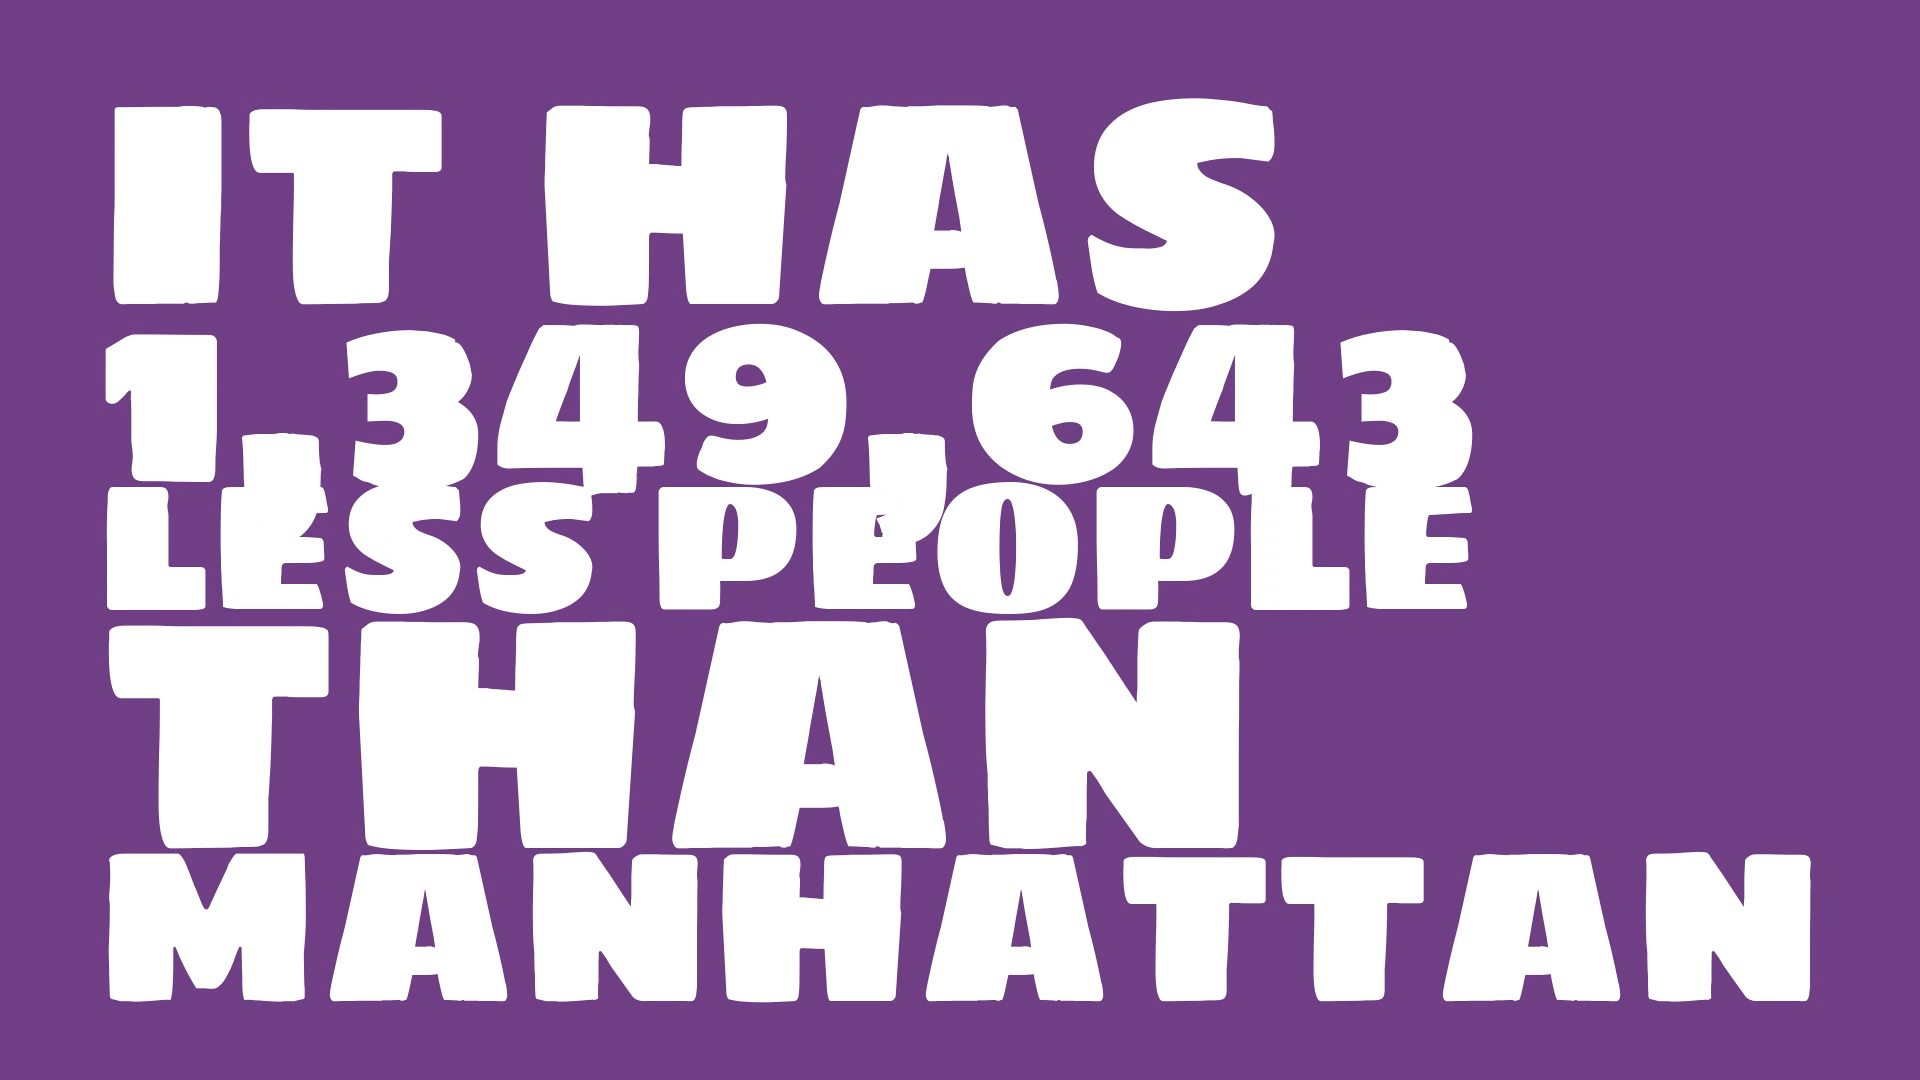 IT HAS
1,349,643
LESS PEOPLE
THAN
MANHATTAN